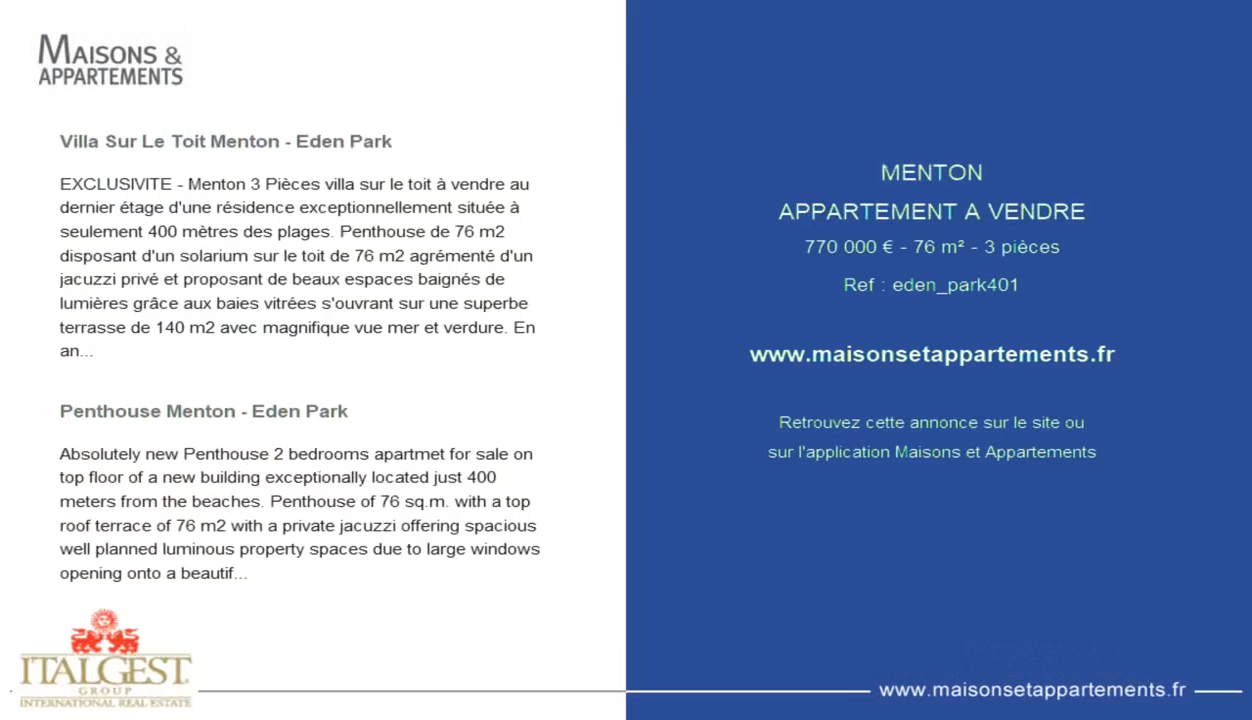 MAISONS &
APPARTEMENTS
Villa Sur Le Toit Menton - Eden Park
EXCLUSIVITE - Menton 3 Pièces villa sur le toit à vendre au
dernier étage d'une résidence exceptionnellement située à
seulement 400 mètres des plages. Penthouse de 76 m2
disposant d'un solarium sur le toit de 76 m2 agrémenté d'un
jacuzzi privé et proposant de beaux espaces baignés de
lumières grâce aux baies vitrées s'ouvrant sur une superbe
terrasse de 140 m2 avec magnifique vue mer et verdure. En
an...
Penthouse Menton - Eden Park
Absolutely new Penthouse 2 bedrooms apartmet for sale on
top floor of a new building exceptionally located just 400
meters from the beaches. Penthouse of 76 sq.m. with a top
roof terrace of 76 m2 with a private jacuzzi offering spacious
well planned luminous property spaces due to large windows
opening onto a beautif...
ITALGEST
GROUP
INTERNATIONAL REAL ESTATE
MENTON
APPARTEMENT A VENDRE
770 000 € - 76 m² - 3 pièces
Ref : eden_park401
www.maisonsetappartements.fr
Retrouvez cette annonce sur le site ou
sur l'application Maisons et Appartements
www.maisonsetappartements.fr